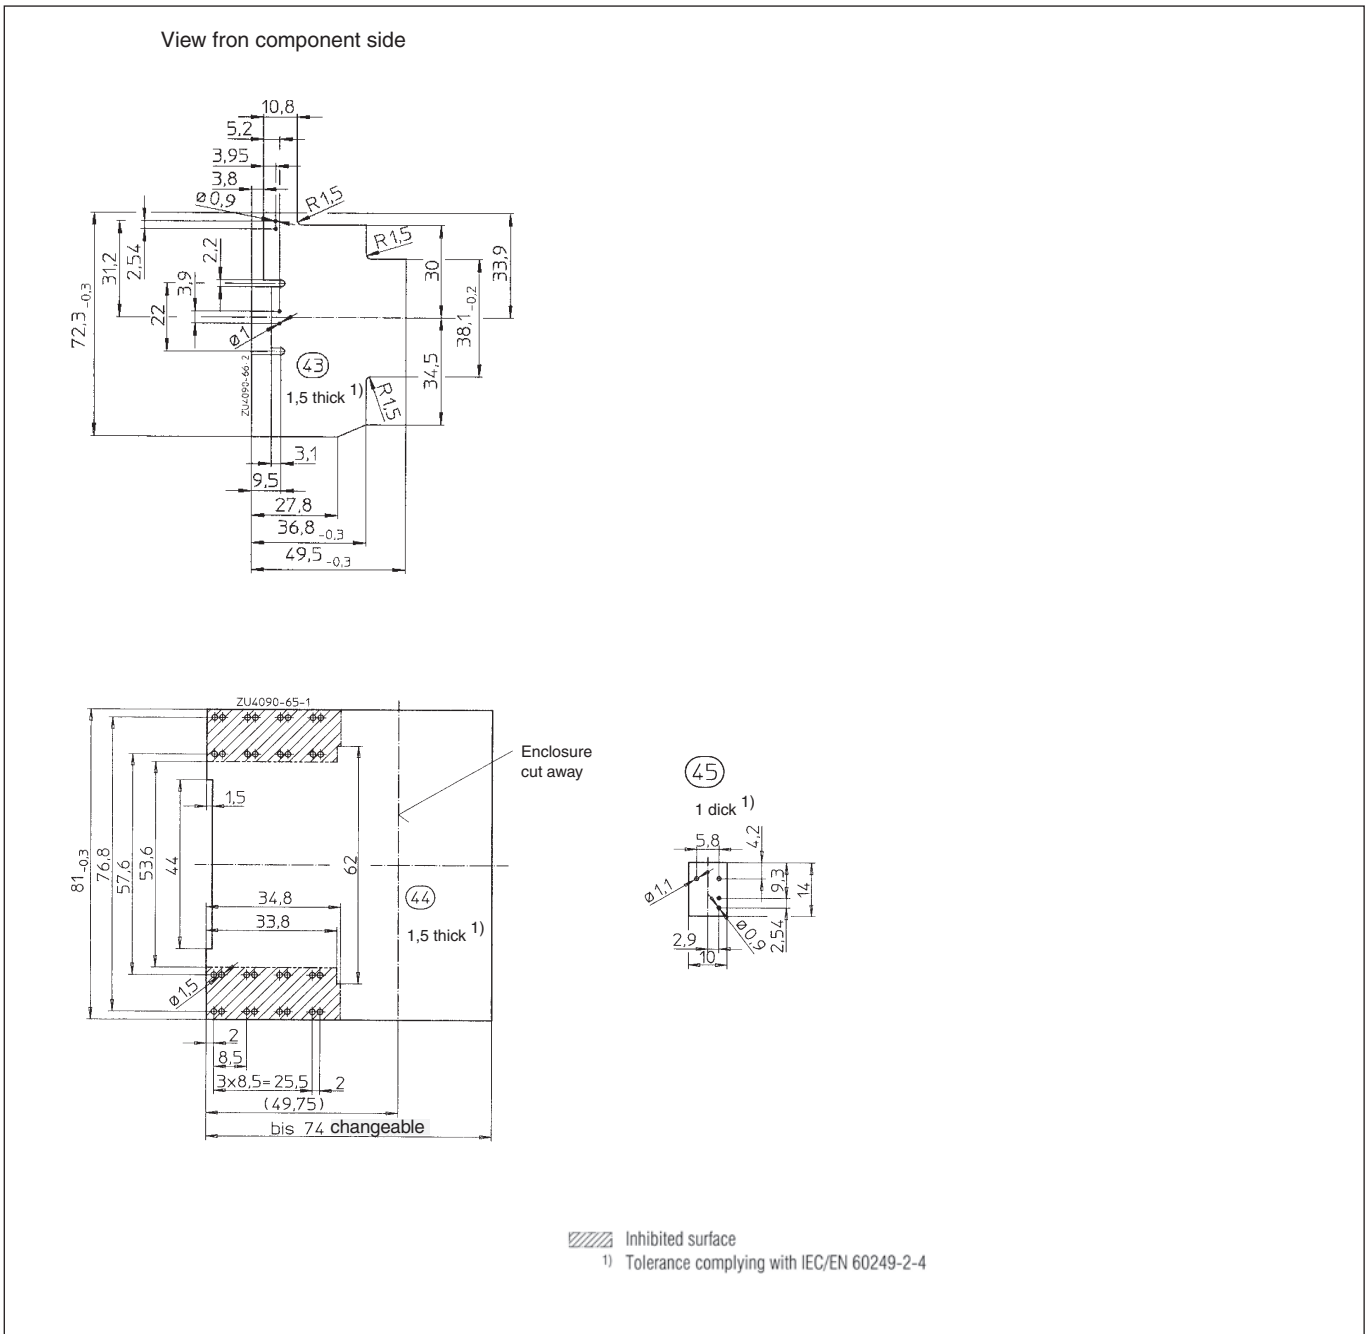 View fron component side
10,8
5,2
3,95
3,8
ø 0,9
R1,5
R1,5
2,54
31,2
2,2
3,9
22
72,3 -0,3
ø1
30
33,9
38,1 -0,2
34,5
ZU4090-66-2
43
1,5 thick 1)
R1,5
3,1
9,5
27,8
36,8 -0,3
49,5 -0,3
ZU4090-65-1
Enclosure
cut away
1,5
81 -0,3
76,8
57,6
53,6
44
62
34,8
33,8
44
1,5 thick 1)
ø1,5
2
8,5
3x8,5=25,5
2
(49,75)
bis 74 changeable
45
1 dick 1)
5,8
4,2
ø1,1
9,3
14
2,54
ø0,9
2,9
10
Inhibited surface
1) Tolerance complying with IEC/EN 60249-2-4